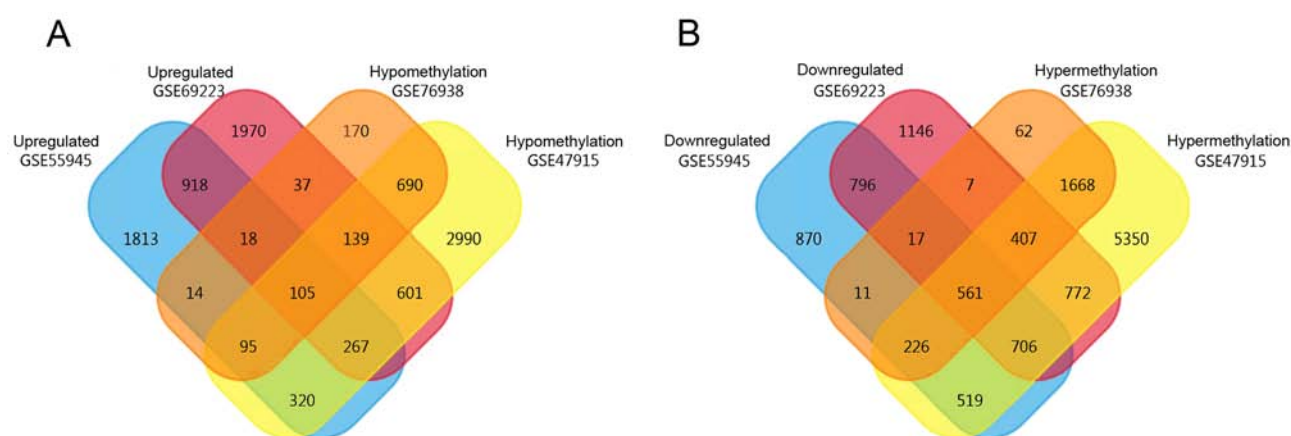 A
Upregulated
GSE69223
Hypomethylation
GSE76938
Upregulated
GSE55945
Hypomethylation
GSE47915
1970
170
918
37
690
1813
18
139
2990
14
105
601
95
267
320
B
Downregulated
GSE69223
Hypermethylation
GSE76938
Downregulated
GSE55945
Hypermethylation
GSE47915
1146
62
796
7
1668
870
17
407
5350
11
561
772
226
706
519